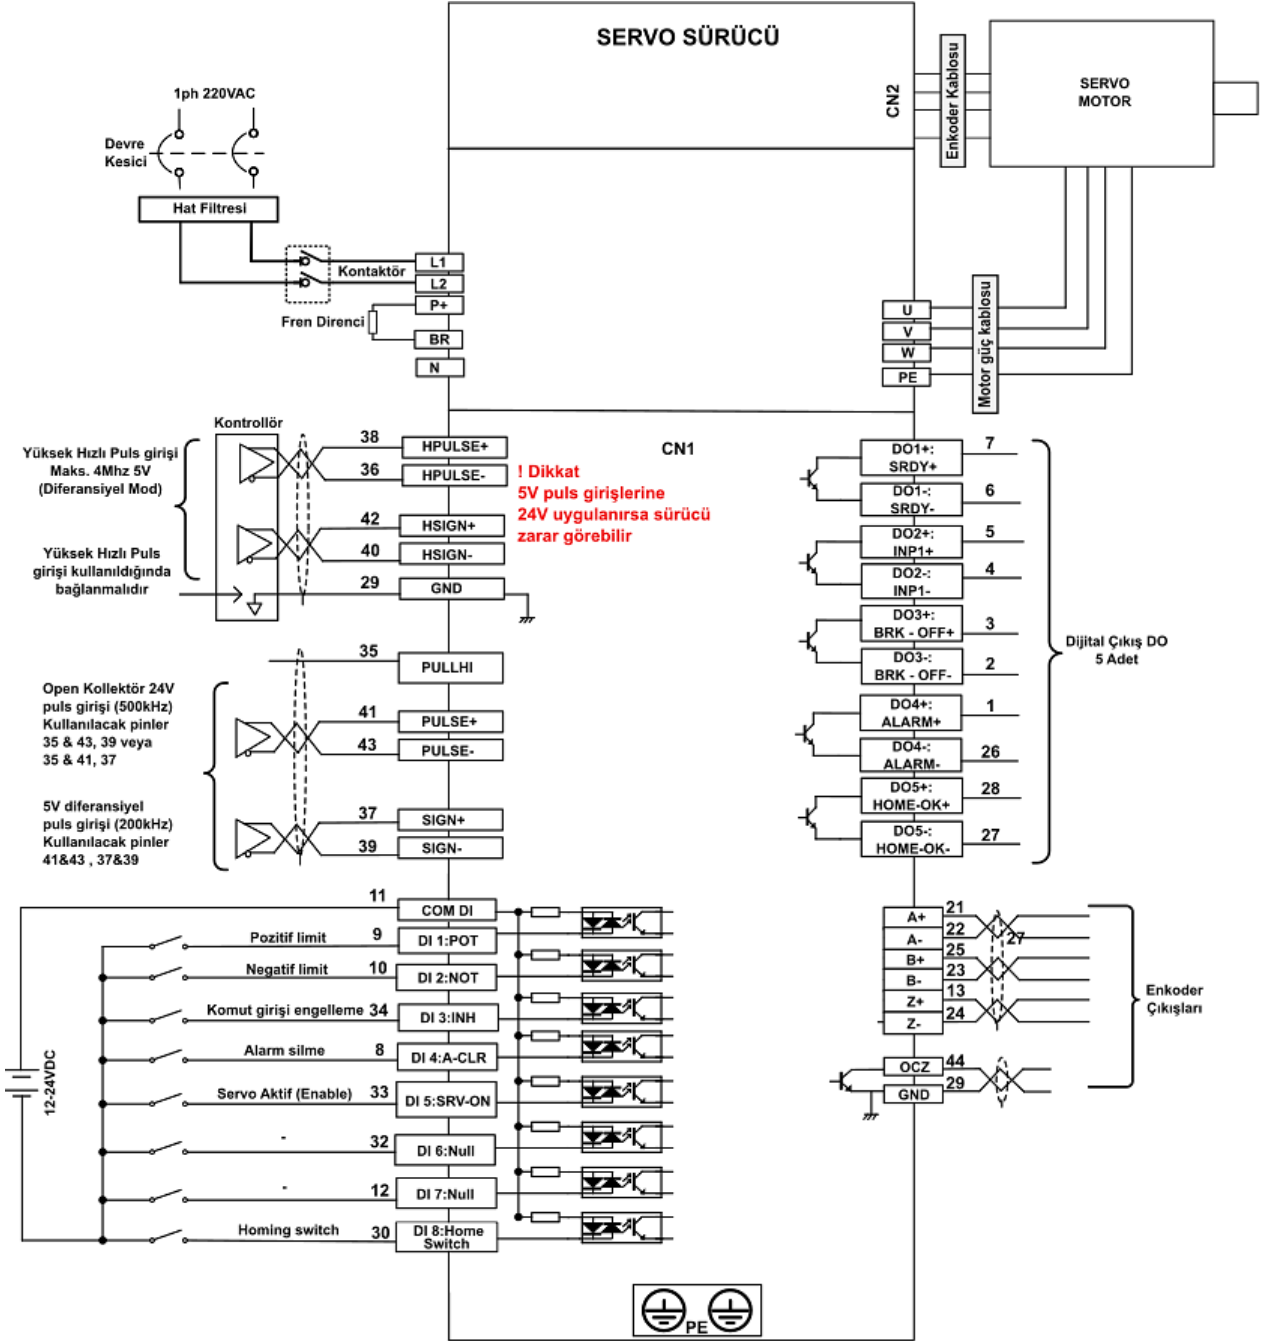 SERVO SÜRÜCÜ
CN2
Enkoder Kablosu
SERVO
MOTOR
1ph 220VAC
Devre
Kesici
Hat Filtresi
Kontaktör
L1
L2
P+
Fren Direnci
BR
N
U
V
W
PE
Motor güç kablosu
CN1
Kontrollör
Yüksek Hızlı Puls girişi
Maks. 4Mhz 5V
(Diferansiyel Mod)
Yüksek Hızlı Puls
girişi kullanıldığında
bağlanmalıdır
38 HPULSE+
36 HPULSE-
42 HSIGN+
40 HSIGN-
29 GND
! Dikkat
5V puls girişlerine
24V uygulanırsa sürücü
zarar görebilir
35 PULLHI
Open Kollektör 24V
puls girişi (500kHz)
Kullanılacak pinler
35 & 43, 39 veya
35 & 41, 37
5V diferansiyel
puls girişi (200kHz)
Kullanılacak pinler
41&43 , 37&39
41 PULSE+
43 PULSE-
37 SIGN+
39 SIGN-
DO1+:
SRDY+
7
DO1-:
SRDY-
6
DO2+:
INP1+
5
DO2-:
INP1-
4
DO3+:
BRK - OFF+
3
DO3-:
BRK - OFF-
2
DO4+:
ALARM+
1
DO4-:
ALARM-
26
DO5+:
HOME-OK+
28
DO5-:
HOME-OK-
27
Dijital Çıkış DO
5 Adet
12-24VDC
11 COM DI
Pozitif limit 9 DI 1:POT
Negatif limit 10 DI 2:NOT
Komut girişi engelleme 34 DI 3:INH
Alarm silme 8 DI 4:A-CLR
Servo Aktif (Enable) 33 DI 5:SRV-ON
- 32 DI 6:Null
- 12 DI 7:Null
Homing switch 30 DI 8:Home
Switch
A+ 21
A- 22
27
B+ 25
B- 23
Z+ 13
Z- 24
OCZ 44
GND 29
Enkoder
Çıkışları
PE